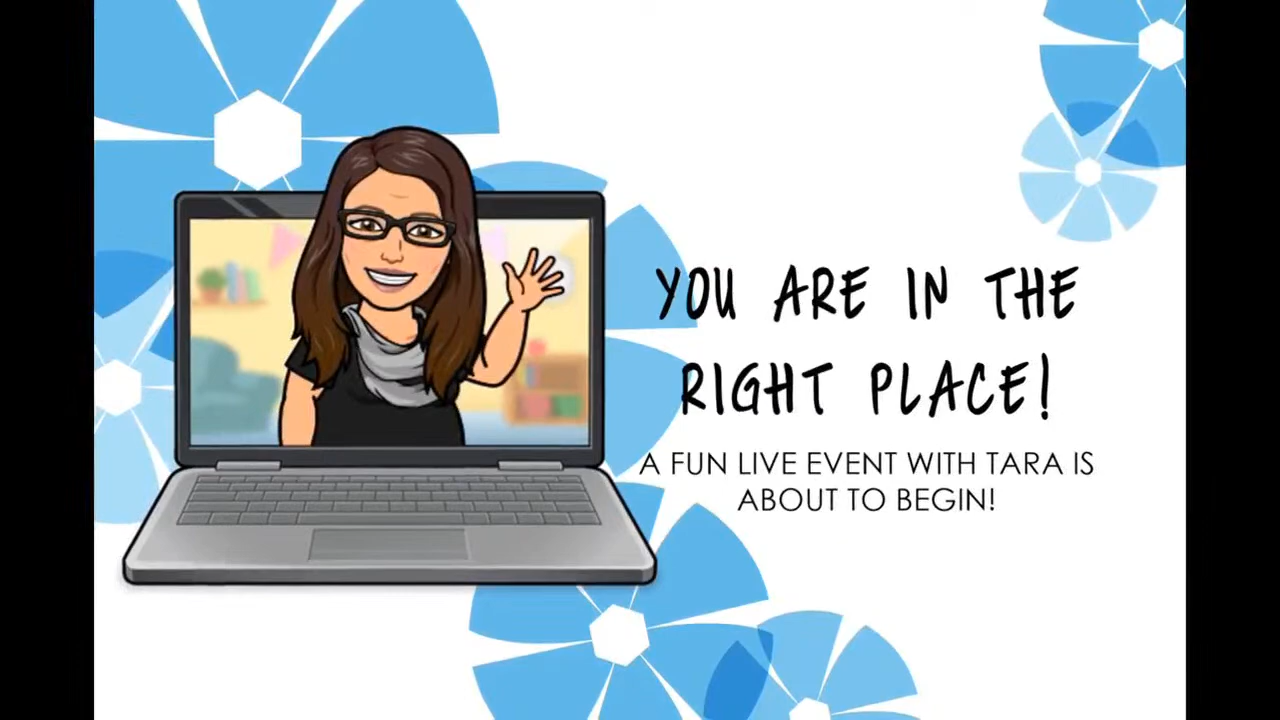 YOU ARE IN THE
RIGHT PLACE!
A FUN LIVE EVENT WITH TARA IS
ABOUT TO BEGIN!